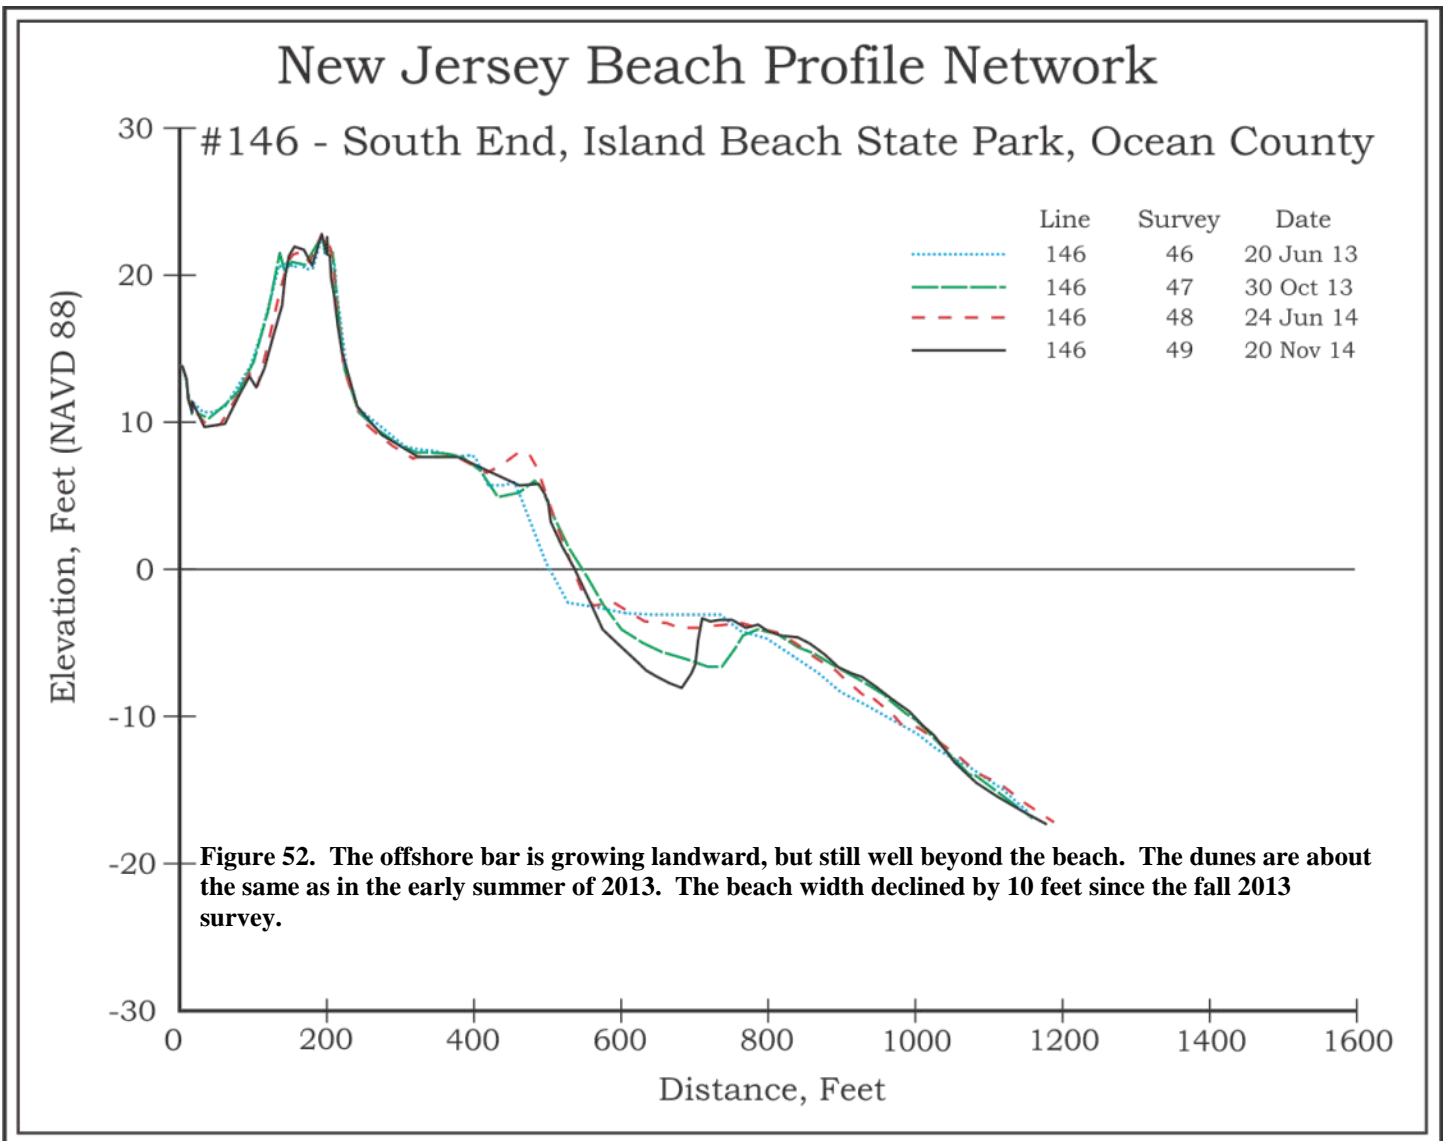 New Jersey Beach Profile Network
#146 - South End, Island Beach State Park, Ocean County
Line Survey Date
146 46 20 Jun 13
146 47 30 Oct 13
146 48 24 Jun 14
146 49 20 Nov 14
Elevation, Feet (NAVD 88)
30
20
10
0
-10
-20
-30
Figure 52. The offshore bar is growing landward, but still well beyond the beach. The dunes are about
the same as in the early summer of 2013. The beach width declined by 10 feet since the fall 2013
survey.
0 200 400 600 800 1000 1200 1400 1600
Distance, Feet